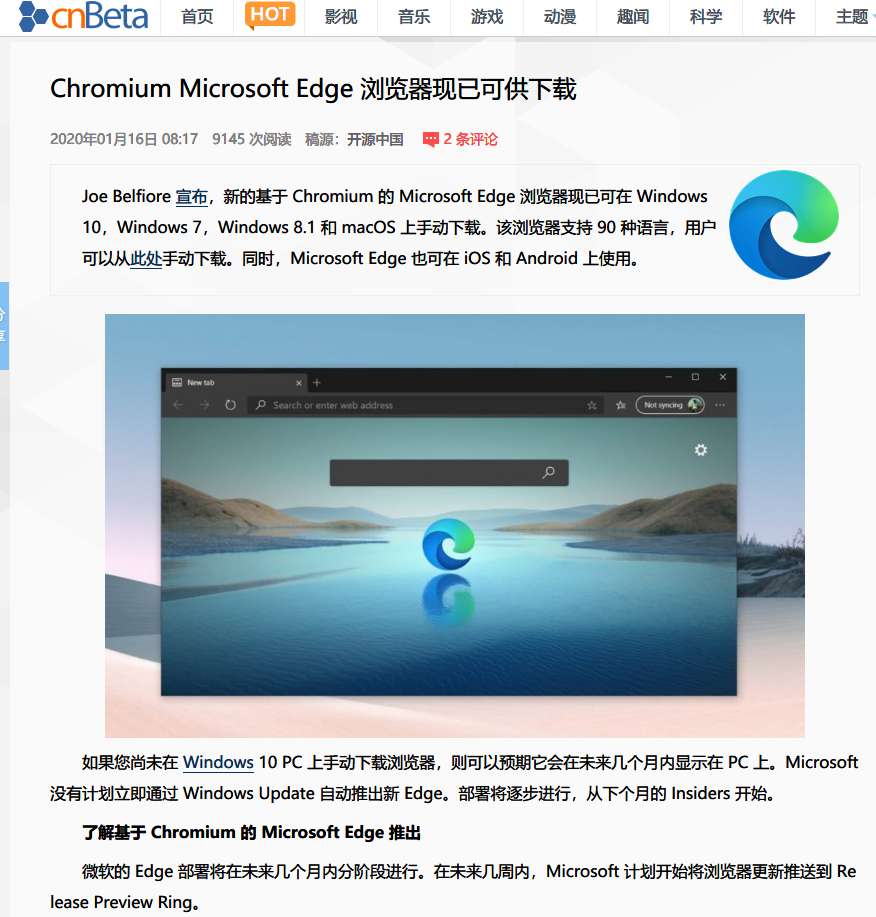 cnBeta 首页 HOT 影视 音乐 游戏 动漫 趣闻 科学 软件 主题
Chromium Microsoft Edge 浏览器现已可供下载
2020年01月16日 08:17 9145 次阅读 稿源：开源中国 2 条评论
Joe Belfiore 宣布，新的基于 Chromium 的 Microsoft Edge 浏览器现已可在 Windows
10，Windows 7，Windows 8.1 和 macOS 上手动下载。该浏览器支持 90 种语言，用户
可以从此处手动下载。同时，Microsoft Edge 也可在 iOS 和 Android 上使用。
New tab
Search or enter web address Not syncing
如果您尚未在 Windows 10 PC 上手动下载浏览器，则可以预期它会在未来几个月内显示在 PC 上。Microsoft
没有计划立即通过 Windows Update 自动推出新 Edge。部署将逐步进行，从下个月的 Insiders 开始。
了解基于 Chromium 的 Microsoft Edge 推出
微软的 Edge 部署将在未来几个月内分阶段进行。在未来几周内，Microsoft 计划开始将浏览器更新推送到 Re
lease Preview Ring。